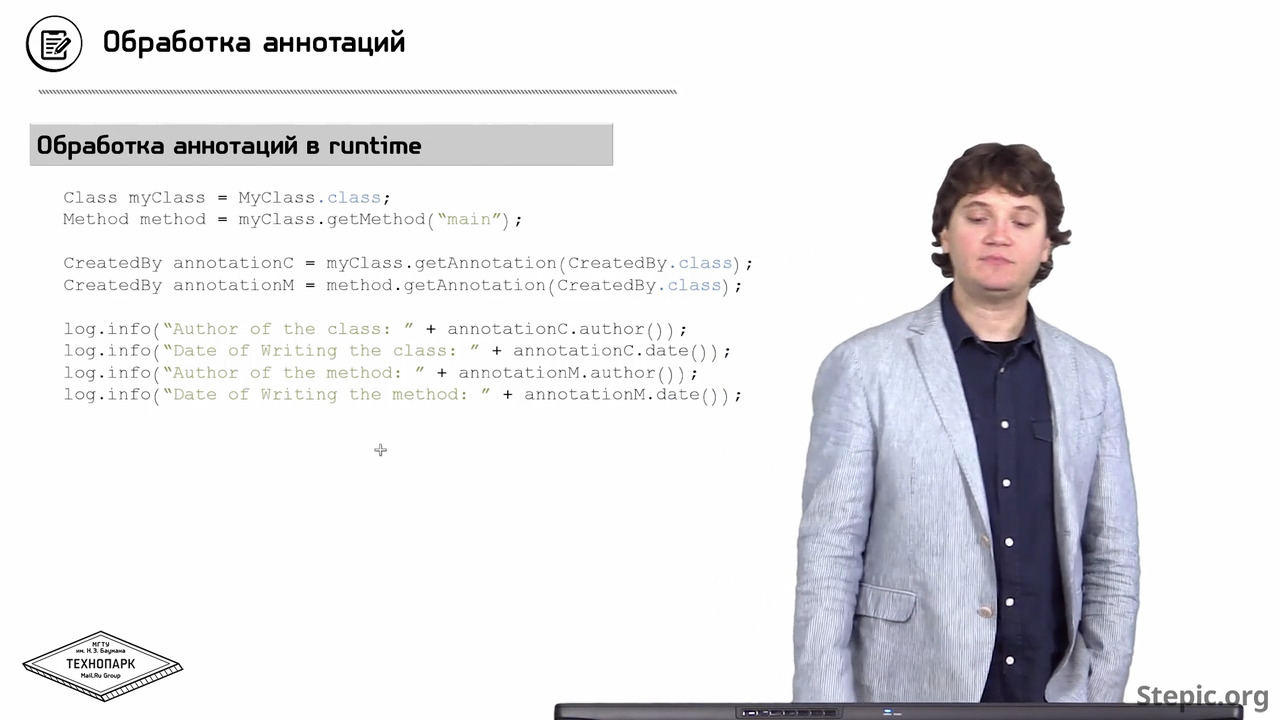 Обработка аннотаций
Обработка аннотаций в runtime
Class myClass = MyClass.class;
Method method = myClass.getMethod(“main”);
CreatedBy annotationC = myClass.getAnnotation(CreatedBy.class);
CreatedBy annotationM = method.getAnnotation(CreatedBy.class);
log.info(“Author of the class: ” + annotationC.author());
log.info(“Date of Writing the class: ” + annotationC.date());
log.info(“Author of the method: ” + annotationM.author());
log.info(“Date of Writing the method: ” + annotationM.date());
МГТУ
им. Н.Э. Баумана
ТЕХНОПАРК
Mail.Ru Group
Stepic.org